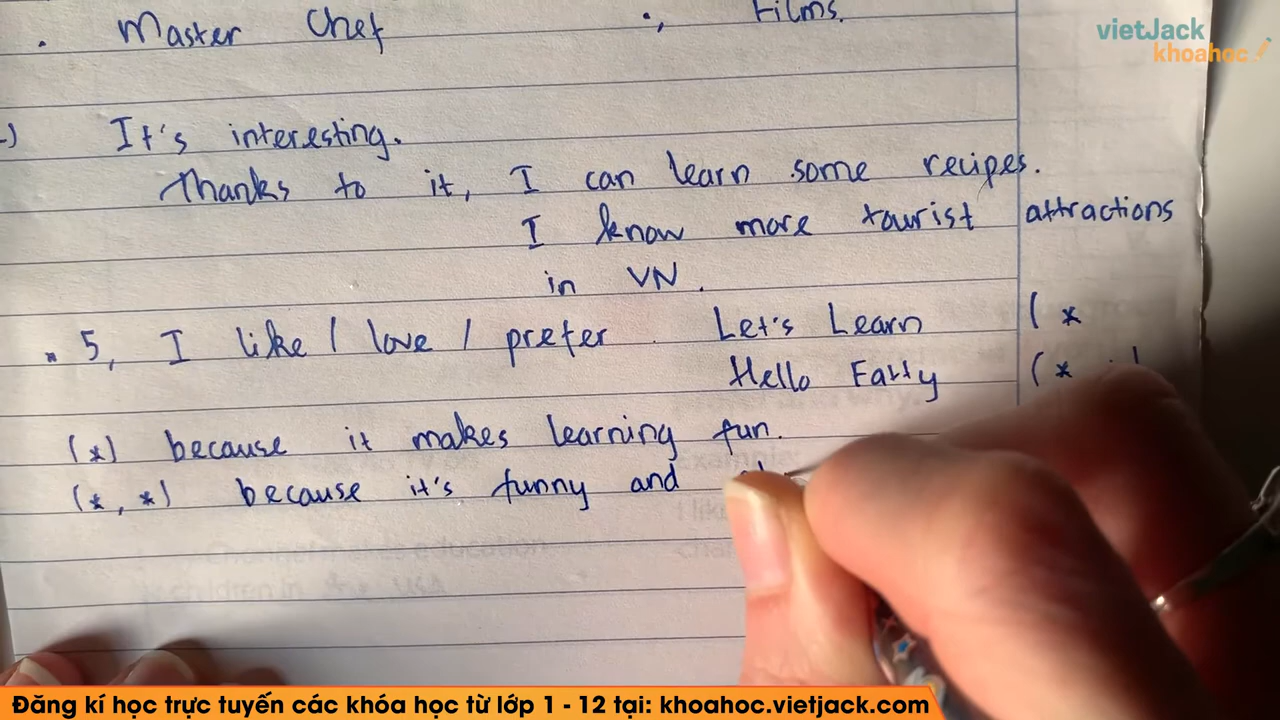 . Master Chef ., Films.
vietJack
khoahoc
It's interesting.
Thanks to it, I can learn some recipes.
I know more tourist attractions
in VN.
. 5, I like / love / prefer Let's Learn ( *
Hello Fatty ( *
(*) because it makes learning fun.
(*, *) because it's funny and
Đăng kí học trực tuyến các khóa học từ lớp 1 - 12 tại: khoahoc.vietjack.com